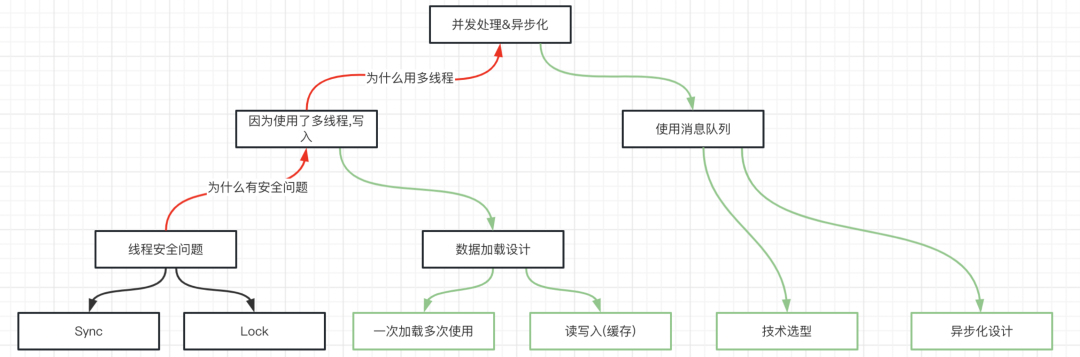 并发处理&异步化
为什么用多线程
因为使用了多线程,写
入
使用消息队列
为什么有安全问题
线程安全问题
数据加载设计
Sync
Lock
一次加载多次使用
读写入(缓存)
技术选型
异步化设计